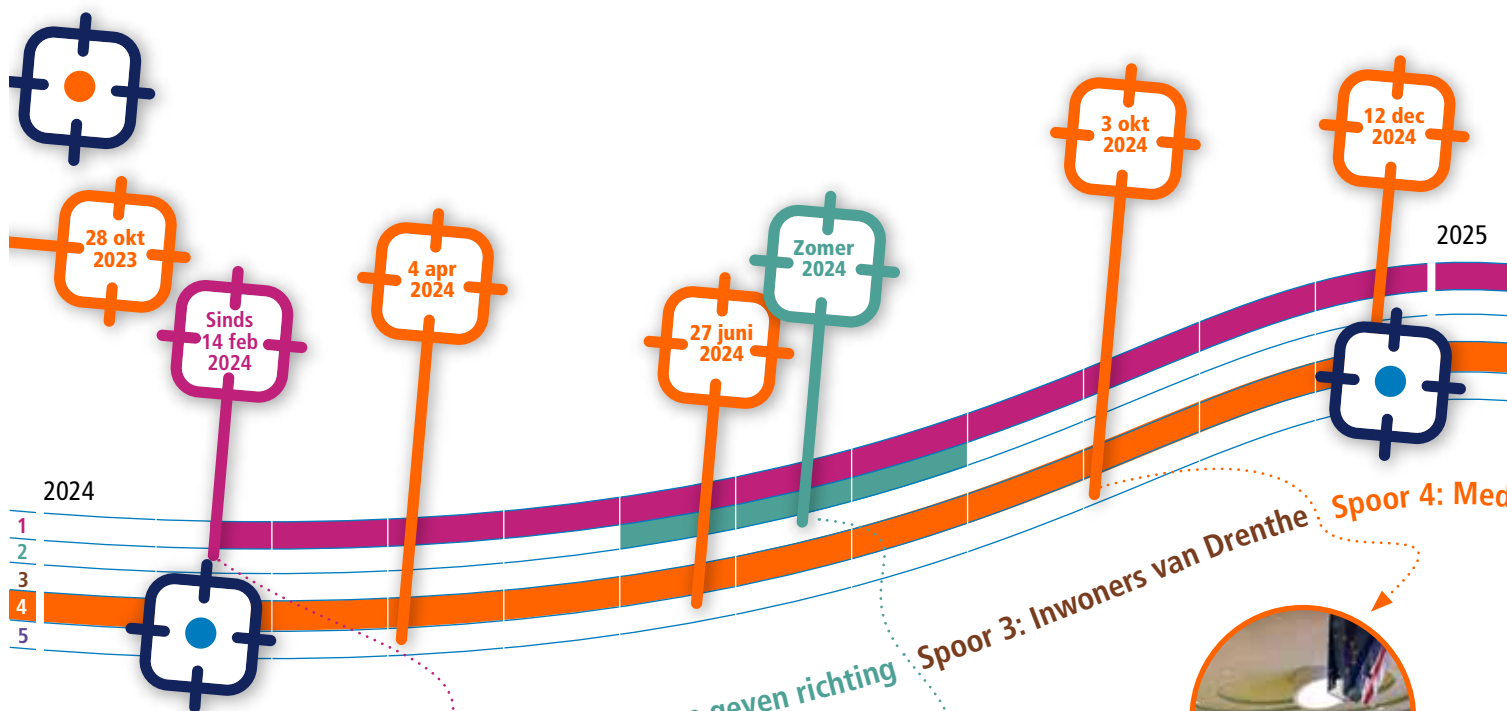 3 okt
2024
12 dec
2024
28 okt
2023
Zomer
2024
2025
4 apr
2024
Sinds
14 feb
2024
27 juni
2024
2024
1
2
3
4
5
Spoor 4: Med
Spoor 3: Inwoners van Drenthe
geven richting